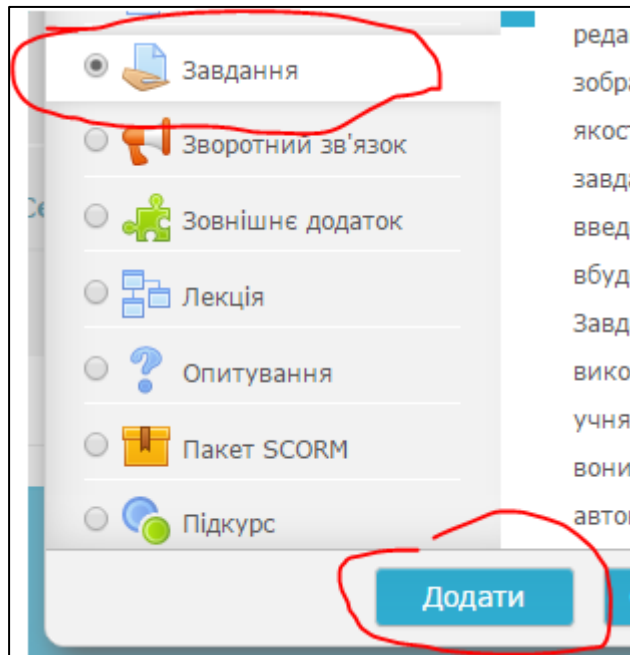 Завдання
Зворотний зв'язок
Зовнішнє додаток
Лекція
Опитування
Пакет SCORM
Підкурс
Додати
реда
зобра
якос
завда
введ
вбуд
Завд
вико
учня
вони
авто